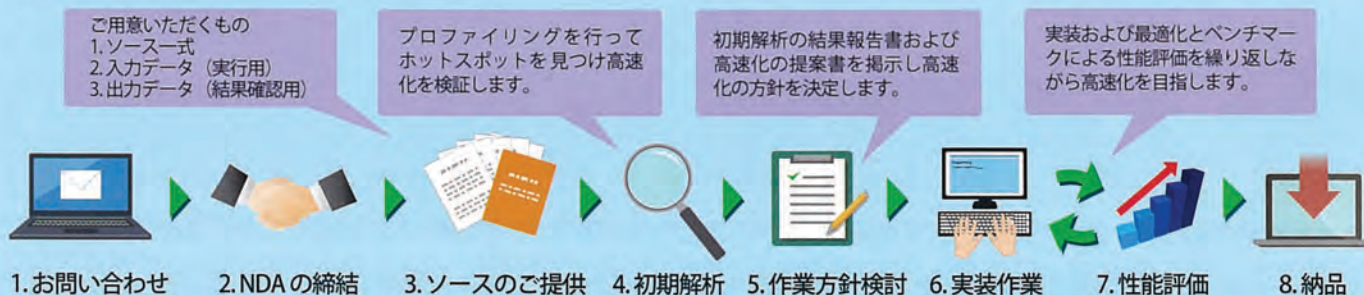 ご用意いただくもの
1. ソース一式
2. 入力データ（実行用）
3. 出力データ（結果確認用）
プロファイリングを行って
ホットスポットを見つけ高速
化を検証します。
初期解析の結果報告書および
高速化の提案書を掲示し高速
化の方針を決定します。
実装および最適化とベンチマー
クによる性能評価を繰り返しな
がら高速化を目指します。
1. お問い合わせ
2. NDA の締結
3. ソースのご提供
4. 初期解析
5. 作業方針検討
6. 実装作業
7. 性能評価
8. 納品